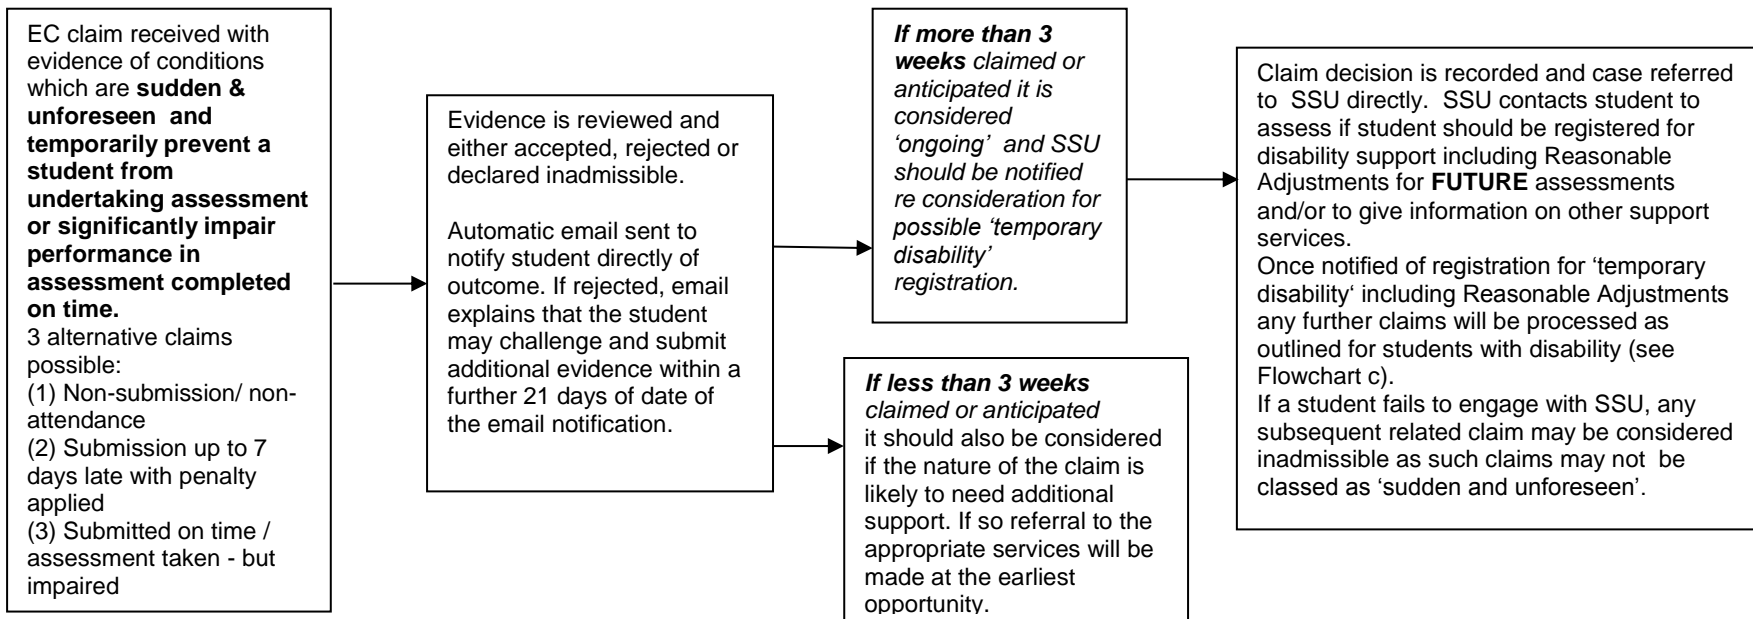 EC claim received with
evidence of conditions
which are sudden &
unforeseen and
temporarily prevent a
student from
undertaking assessment
or significantly impair
performance in
assessment completed
on time.
3 alternative claims
possible:
(1) Non-submission/ non-
attendance
(2) Submission up to 7
days late with penalty
applied
(3) Submitted on time /
assessment taken - but
impaired
Evidence is reviewed and
either accepted, rejected or
declared inadmissible.
Automatic email sent to
notify student directly of
outcome. If rejected, email
explains that the student
may challenge and submit
additional evidence within a
further 21 days of date of
the email notification.
If more than 3
weeks claimed or
anticipated it is
considered
‘ongoing’ and SSU
should be notified
re consideration for
possible ‘temporary
disability’
registration.
If less than 3 weeks
claimed or anticipated
it should also be considered
if the nature of the claim is
likely to need additional
support. If so referral to the
appropriate services will be
made at the earliest
opportunity.
Claim decision is recorded and case referred
to SSU directly. SSU contacts student to
assess if student should be registered for
disability support including Reasonable
Adjustments for FUTURE assessments
and/or to give information on other support
services.
Once notified of registration for ‘temporary
disability‘ including Reasonable Adjustments
any further claims will be processed as
outlined for students with disability (see
Flowchart c).
If a student fails to engage with SSU, any
subsequent related claim may be considered
inadmissible as such claims may not be
classed as ‘sudden and unforeseen’.